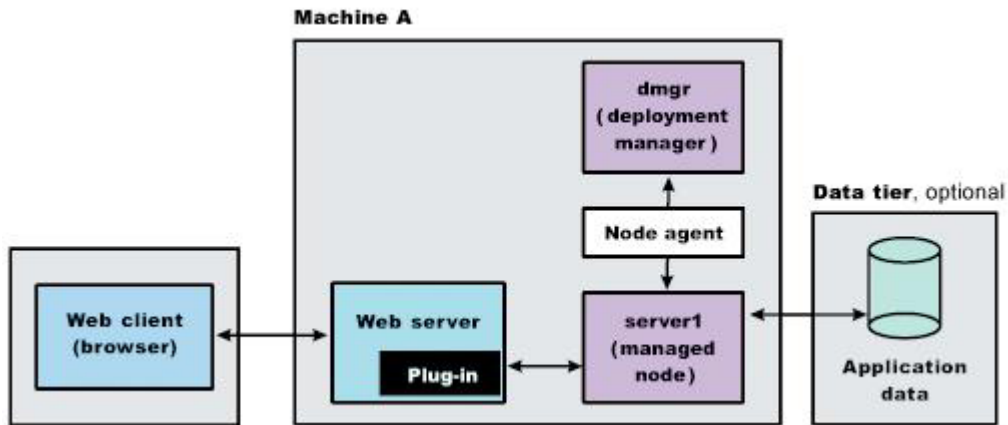 Machine A
dmgr
(deployment
manager)
Data tier, optional
Node agent
Web client
(browser)
Web server
Plug-in
server1
(managed
node)
Application
data